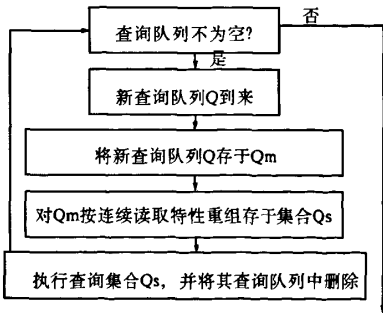 查询队列不为空?
否
是
新查询队列Q到来
将新查询队列Q存于Qm
对Qm按连续读取特性重组存于集合Qs
执行查询集合Qs，并将其查询队列中删除